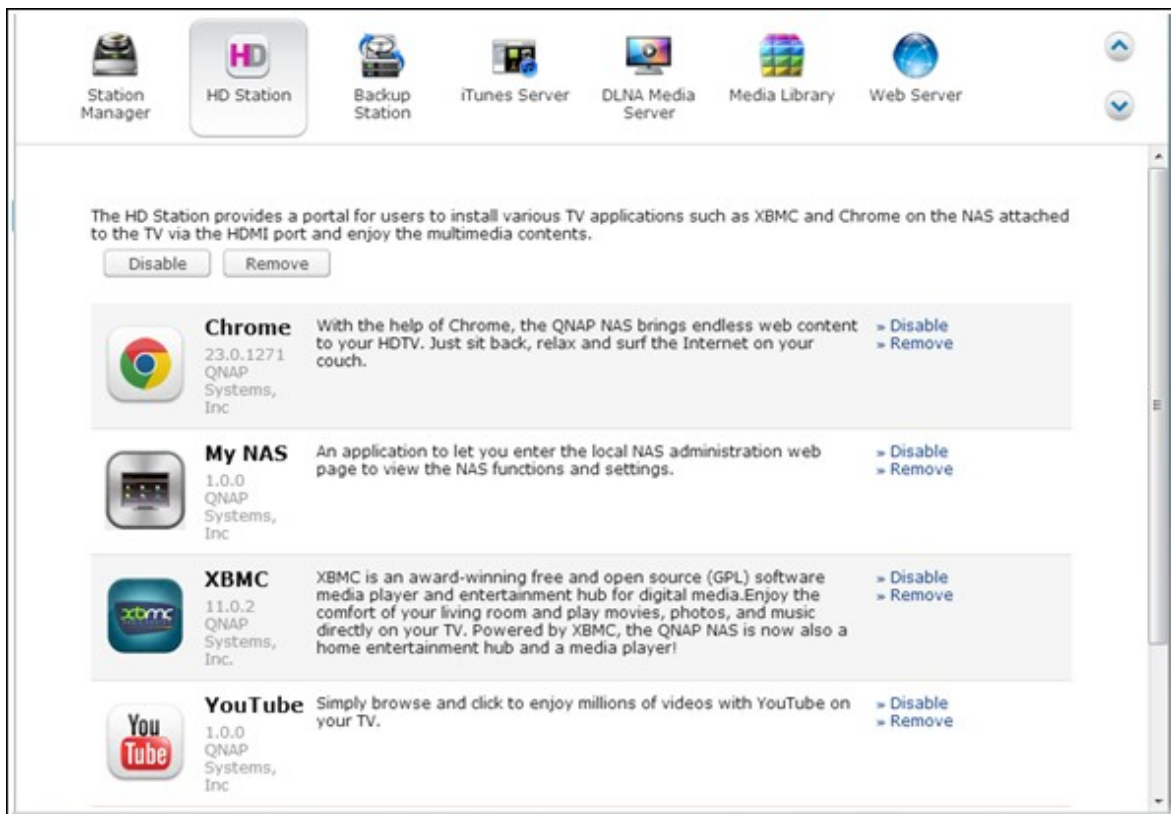 Station Manager
HD
HD Station
Backup Station
iTunes Server
DLNA Media Server
Media Library
Web Server
The HD Station provides a portal for users to install various TV applications such as XBMC and Chrome on the NAS attached
to the TV via the HDMI port and enjoy the multimedia contents.
Disable Remove
Chrome
23.0.1271
QNAP
Systems,
Inc
With the help of Chrome, the QNAP NAS brings endless web content
to your HDTV. Just sit back, relax and surf the Internet on your
couch.
» Disable
» Remove
My NAS
1.0.0
QNAP
Systems,
Inc
An application to let you enter the local NAS administration web
page to view the NAS functions and settings.
» Disable
» Remove
xbmc
XBMC
11.0.2
QNAP
Systems,
Inc.
XBMC is an award-winning free and open source (GPL) software
media player and entertainment hub for digital media.Enjoy the
comfort of your living room and play movies, photos, and music
directly on your TV. Powered by XBMC, the QNAP NAS is now also a
home entertainment hub and a media player!
» Disable
» Remove
You
Tube
YouTube
1.0.0
QNAP
Systems,
Inc
Simply browse and click to enjoy millions of videos with YouTube on
your TV.
» Disable
» Remove